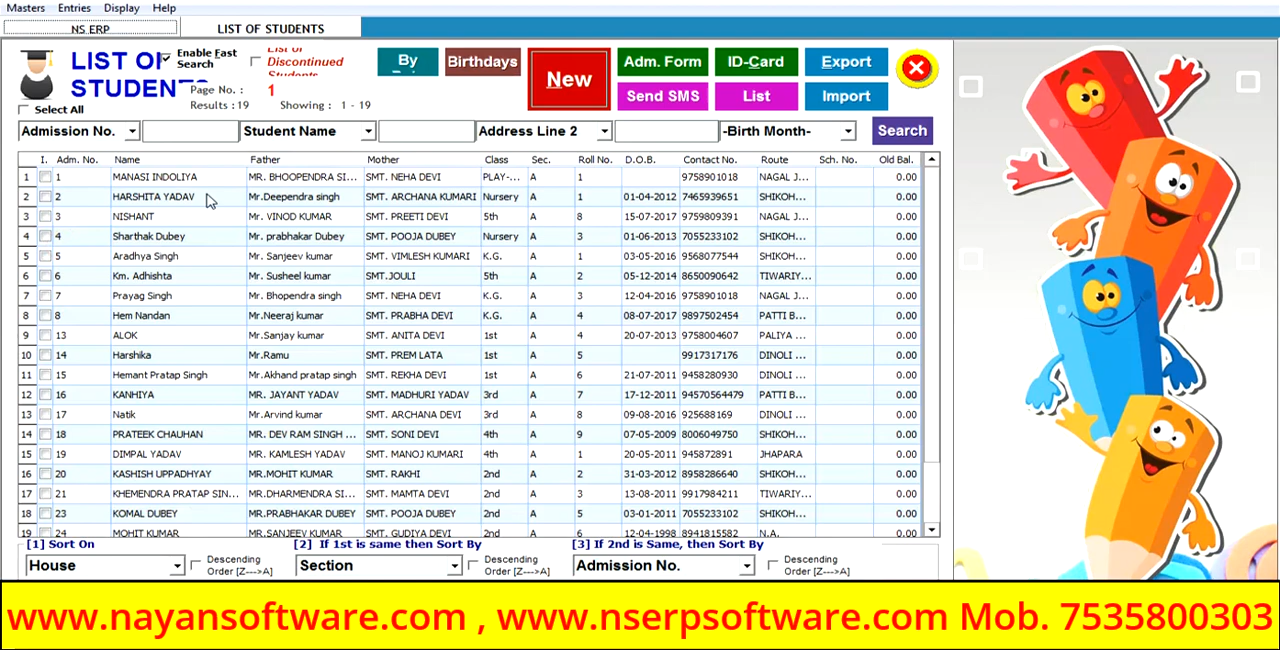 Masters Entries Display Help
NS ERP LIST OF STUDENTS
LIST OF STUDENT
Enable Fast Search
Discontinued
Page No. : 1
Results : 19 Showing : 1 - 19
Select All
By Birthdays New Adm. Form ID-Card Export
Send SMS List Import
Admission No. Student Name Address Line 2 -Birth Month- Search
I. Adm. No. Name Father Mother Class Sec. Roll No. D.O.B. Contact No. Route Sch. No. Old Bal.
1 1 MANASI INDOLIYA MR. BHOOPENDRA SI... SMT. NEHA DEVI PLAY-... A 1 9758901018 NAGAL J... 0.00
2 2 HARSHITA YADAV Mr.Deependra singh SMT. ARCHANA KUMARI Nursery A 1 01-04-2012 7465939651 SHIKOH... 0.00
3 3 NISHANT Mr. VINOD KUMAR SMT. PREETI DEVI 5th A 8 15-07-2017 9759809391 NAGAL J... 0.00
4 4 Sharthak Dubey Mr. prabhakar Dubey SMT. POOJA DUBEY Nursery A 3 01-06-2013 7055233102 SHIKOH... 0.00
5 5 Aradhya Singh Mr. Sanjeev kumar SMT. VIMLESH KUMARI K.G. A 1 03-05-2016 9568077544 SHIKOH... 0.00
6 6 Km. Adhishta Mr. Susheel kumar SMT.JOULI 5th A 2 05-12-2014 8650090642 TIWARIY... 0.00
7 7 Prayag Singh Mr. Bhopendra singh SMT. NEHA DEVI K.G. A 3 12-04-2016 9758901018 NAGAL J... 0.00
8 8 Hem Nandan Mr.Neeraj kumar SMT. PRABHA DEVI K.G. A 4 08-07-2017 9897502454 PATTI B... 0.00
9 13 ALOK Mr.Sanjay kumar SMT. ANITA DEVI 1st A 4 20-07-2013 9758004607 PALIYA ... 0.00
10 14 Harshika Mr.Ramu SMT. PREM LATA 1st A 5 9917317176 DINOLI ... 0.00
11 15 Hemant Pratap Singh Mr.Akhand pratap singh SMT. REKHA DEVI 1st A 6 21-07-2011 9458280930 DINOLI ... 0.00
12 16 KANHIYA MR. JAYANT YADAV SMT. MADHURI YADAV 3rd A 7 17-12-2011 94570564479 PATTI B... 0.00
13 17 Natik Mr.Arvind kumar SMT. ARCHANA DEVI 3rd A 8 09-08-2016 925688169 DINOLI ... 0.00
14 18 PRATEEK CHAUHAN MR. DEV RAM SINGH ... SMT. SONI DEVI 4th A 9 07-05-2009 8006049750 SHIKOH... 0.00
15 19 DIMPAL YADAV MR. KAMLESH YADAV SMT. MANOJ KUMARI 4th A 1 20-05-2011 945872891 JHAPARA 0.00
16 20 KASHISH UPPADHYAY MR.MOHIT KUMAR SMT. RAKHI 2nd A 2 31-03-2012 8958286640 SHIKOH... 0.00
17 21 KHEMENDRA PRATAP SIN... MR.DHARMENDRA SI... SMT. MAMTA DEVI 2nd A 3 13-08-2011 9917984211 TIWARIY... 0.00
18 23 KOMAL DUBEY MR.PRABHAKAR DUBEY SMT. POOJA DUBEY 2nd A 5 03-01-2011 7055233102 SHIKOH... 0.00
19 24 MOHIT KUMAR MR.SANJEEV KUMAR SMT. GUDIYA DEVI 2nd A 6 12-04-1998 8941815582 N.A. 0.00
[1] Sort On [2] If 1st is same then Sort By [3] If 2nd is Same, then Sort By
House Descending Order [Z--->A] Section Descending Order [Z--->A] Admission No. Descending Order [Z--->A]
www.nayansoftware.com , www.nserpsoftware.com Mob. 7535800303